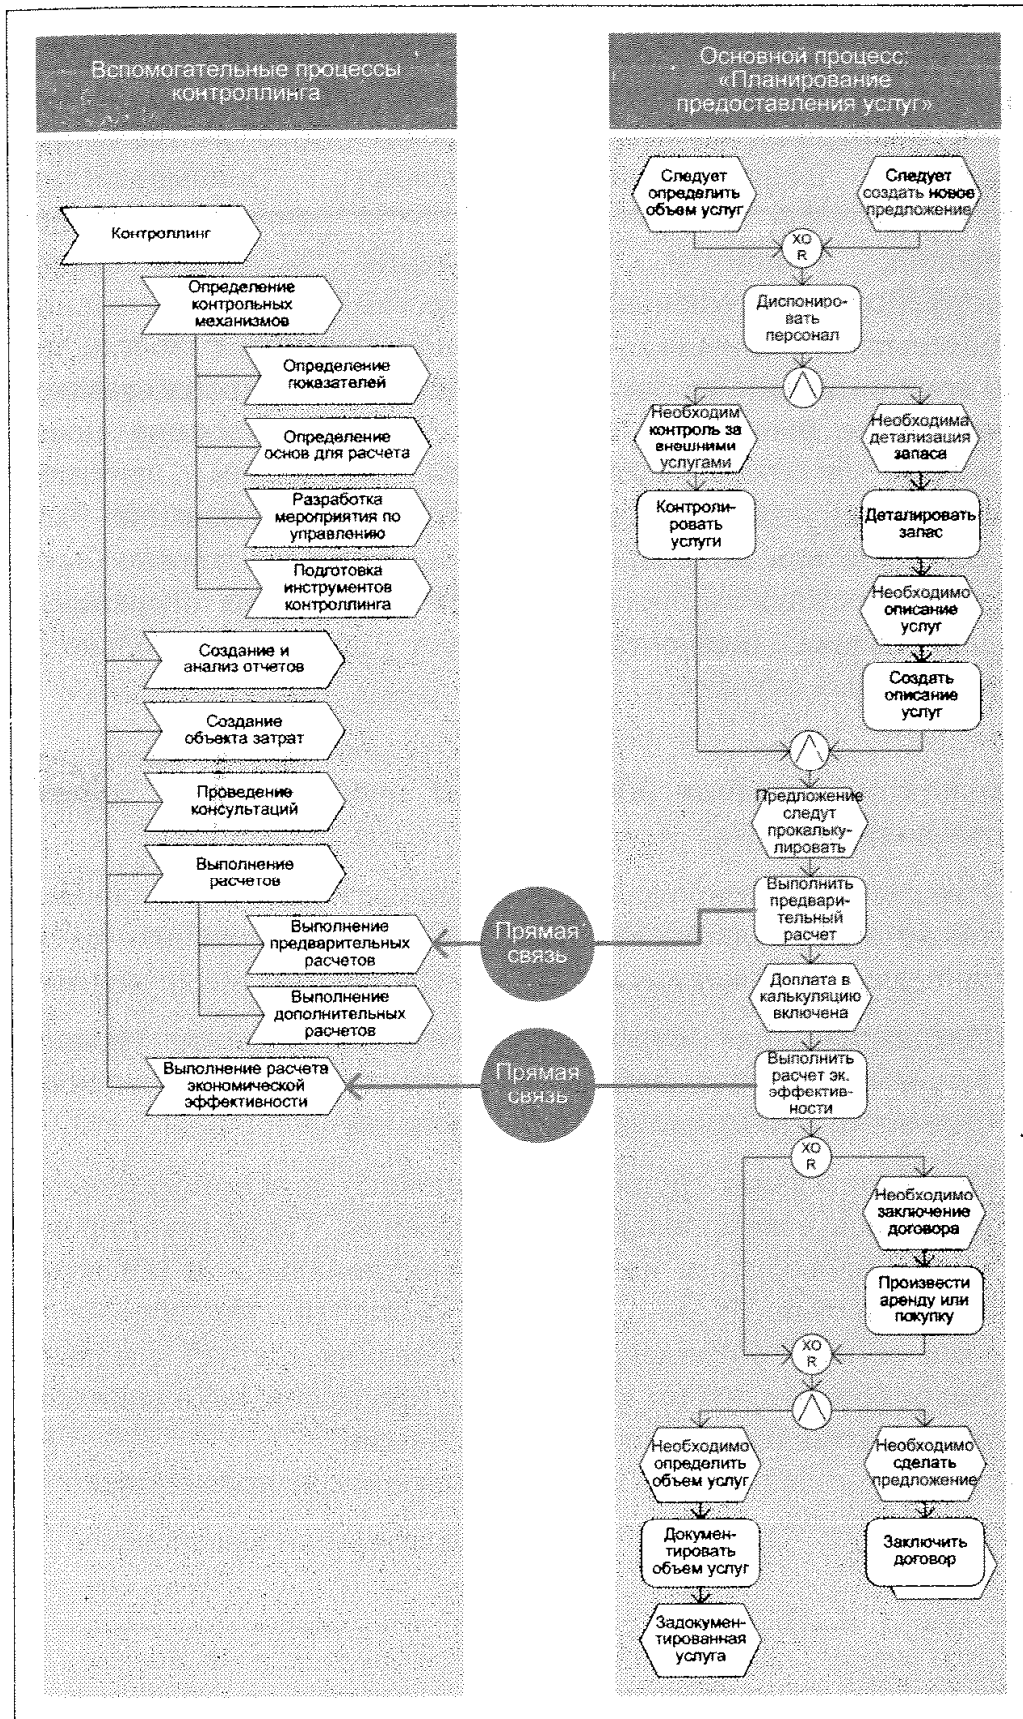 Вспомогательные процессы
контроллинга
Контроллинг
Определение
контрольных
механизмов
Определение
показателей
Определение
основ для расчета
Разработка
мероприятия по
управлению
Подготовка
инструментов
контроллинга
Создание и
анализ отчетов
Создание
объекта затрат
Проведение
консультаций
Выполнение
расчетов
Выполнение
предварительных
расчетов
Выполнение
дополнительных
расчетов
Выполнение расчета
экономической
эффективности
Прямая
связь
Прямая
связь
Основной процесс:
«Планирование
предоставления услуг»
Следует
определить
объем услуг
Следует
создать новое
предложение
XO
R
Диспониро-
вать
персонал
Необходим
контроль за
внешними
услугами
Контроли-
ровать
услуги
Необходима
детализация
запаса
Деталировать
запас
Необходимо
описание
услуг
Создать
описание
услуг
Предложение
следут
прокальку-
лировать
Выполнить
предвари-
тельный
расчет
Доплата в
калькуляцию
включена
Выполнить
расчет эк.
эффектив-
ности
XO
R
Необходимо
заключение
договора
Произвести
аренду или
покупку
XO
R
Необходимо
определить
объем услуг
Документ-
тировать
объем услуг
Задокумен-
тированная
услуга
Необходимо
сделать
предложение
Заключить
договор